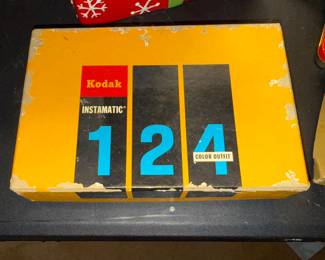 Kodak
INSTAMATIC®
124
COLOR OUTFIT